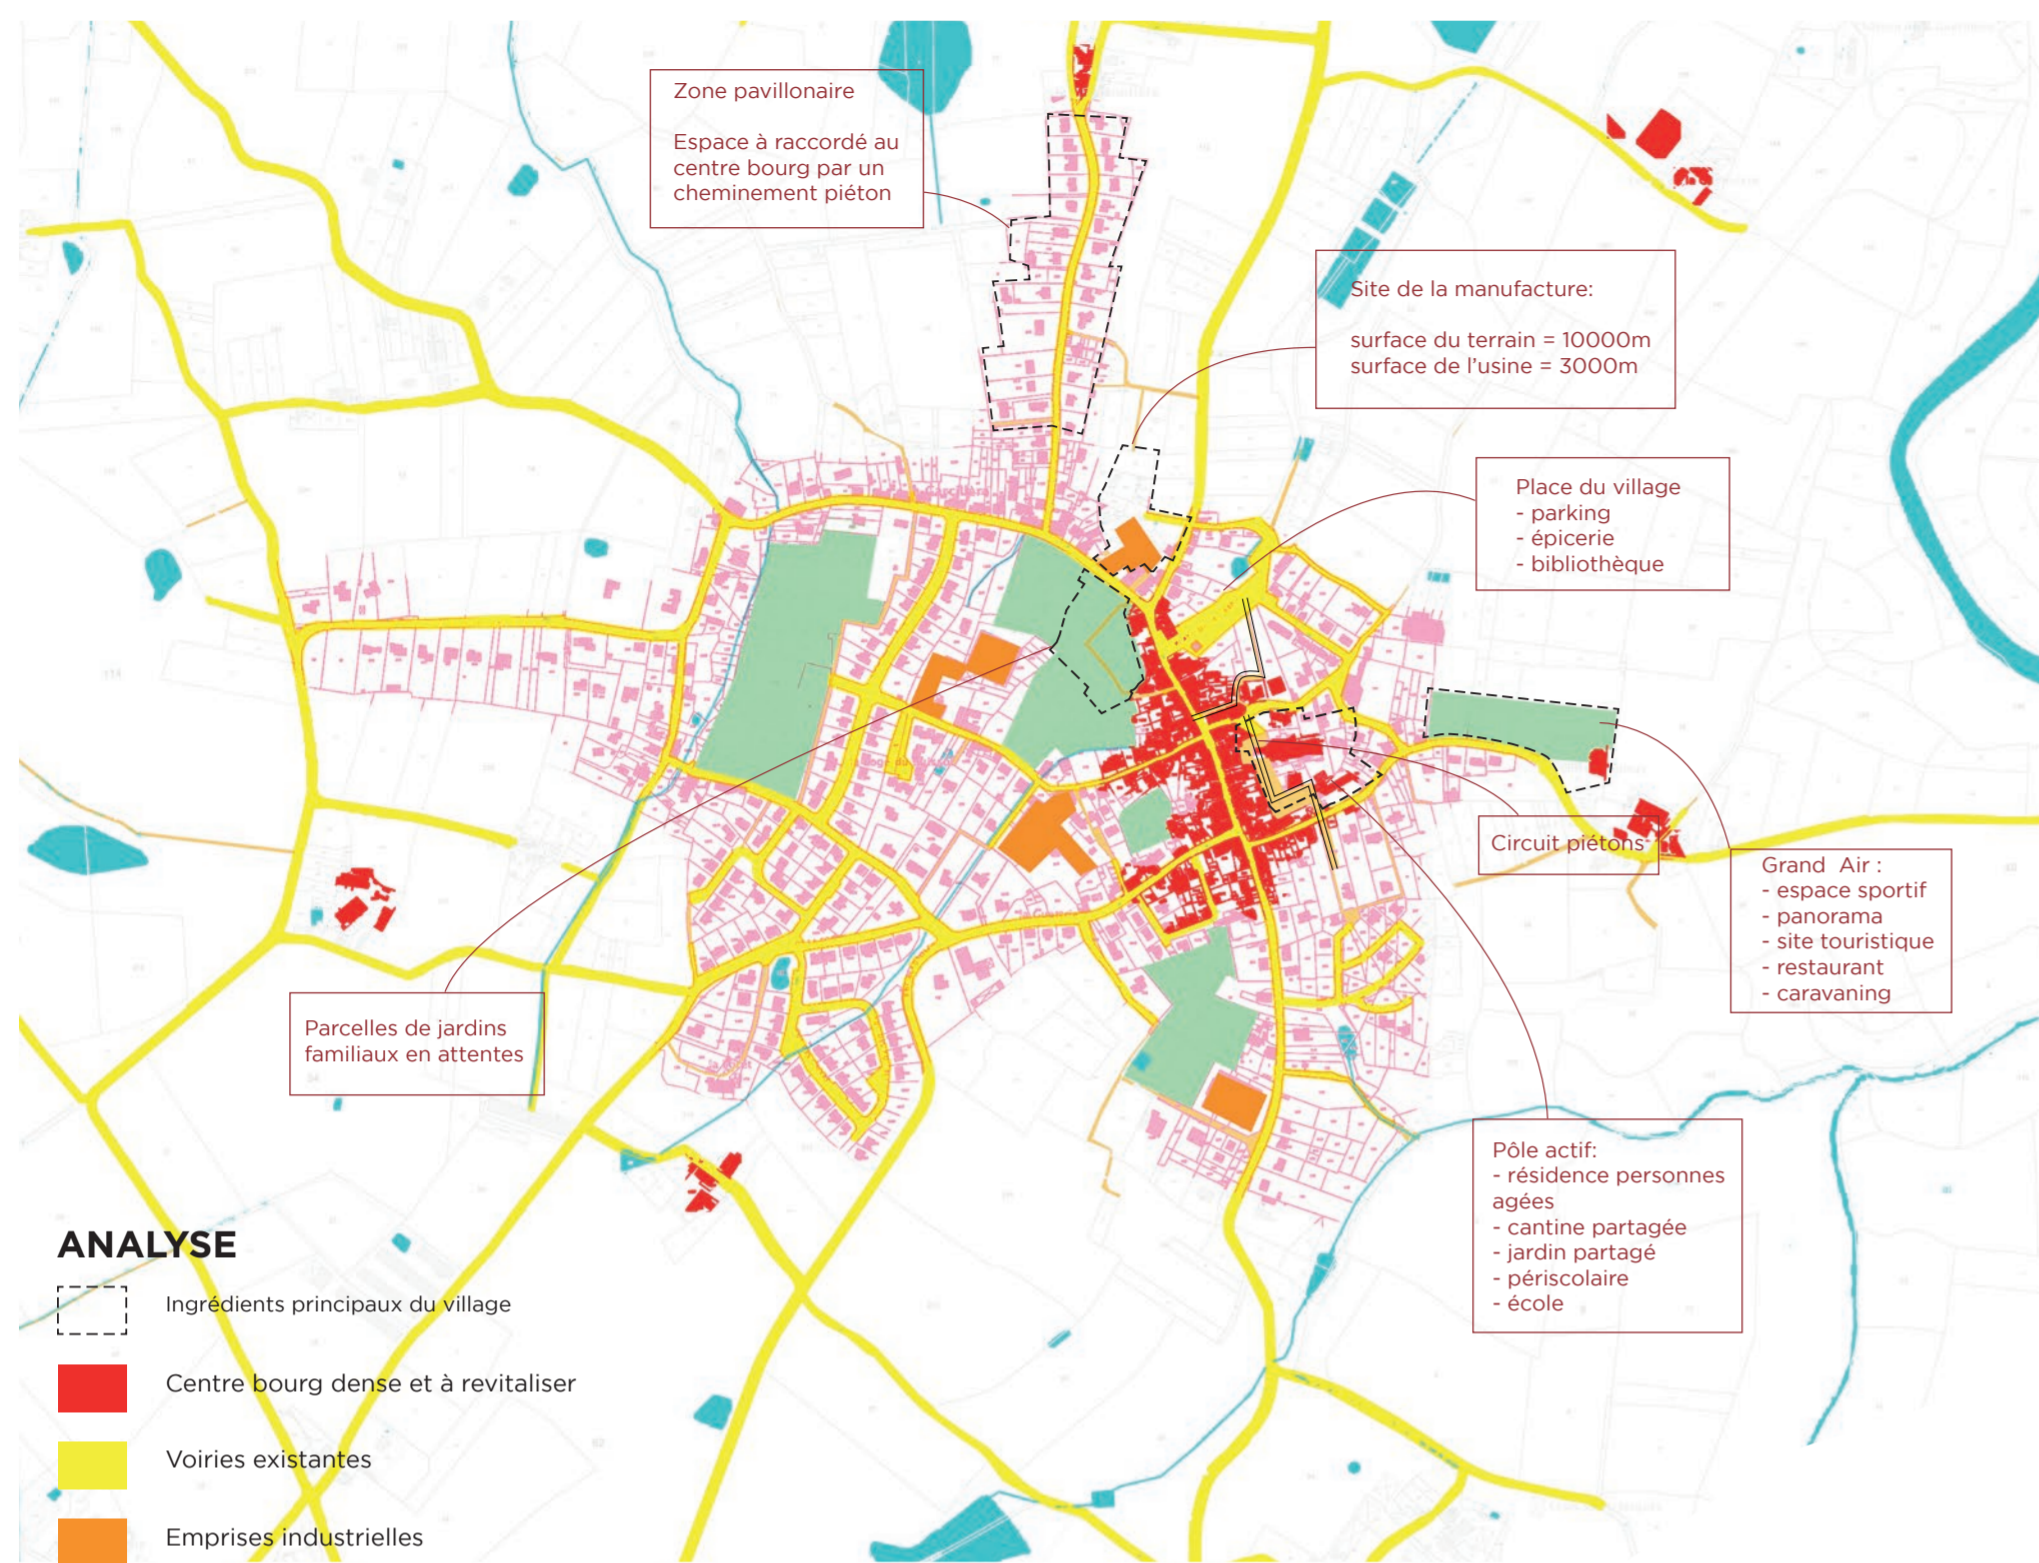 Zone pavillonaire
Espace à raccordé au
centre bourg par un
cheminement piéton
Site de la manufacture:
surface du terrain = 10000m
surface de l'usine = 3000m
Place du village
- parking
- épicerie
- bibliothèque
Circuit piétons
Grand Air :
- espace sportif
- panorama
- site touristique
- restaurant
- caravaning
Parcelles de jardins
familiaux en attentes
Pôle actif:
- résidence personnes
agées
- cantine partagée
- jardin partagé
- périscolaire
- école
ANALYSE
Ingrédients principaux du village
Centre bourg dense et à revitaliser
Voiries existantes
Emprises industrielles